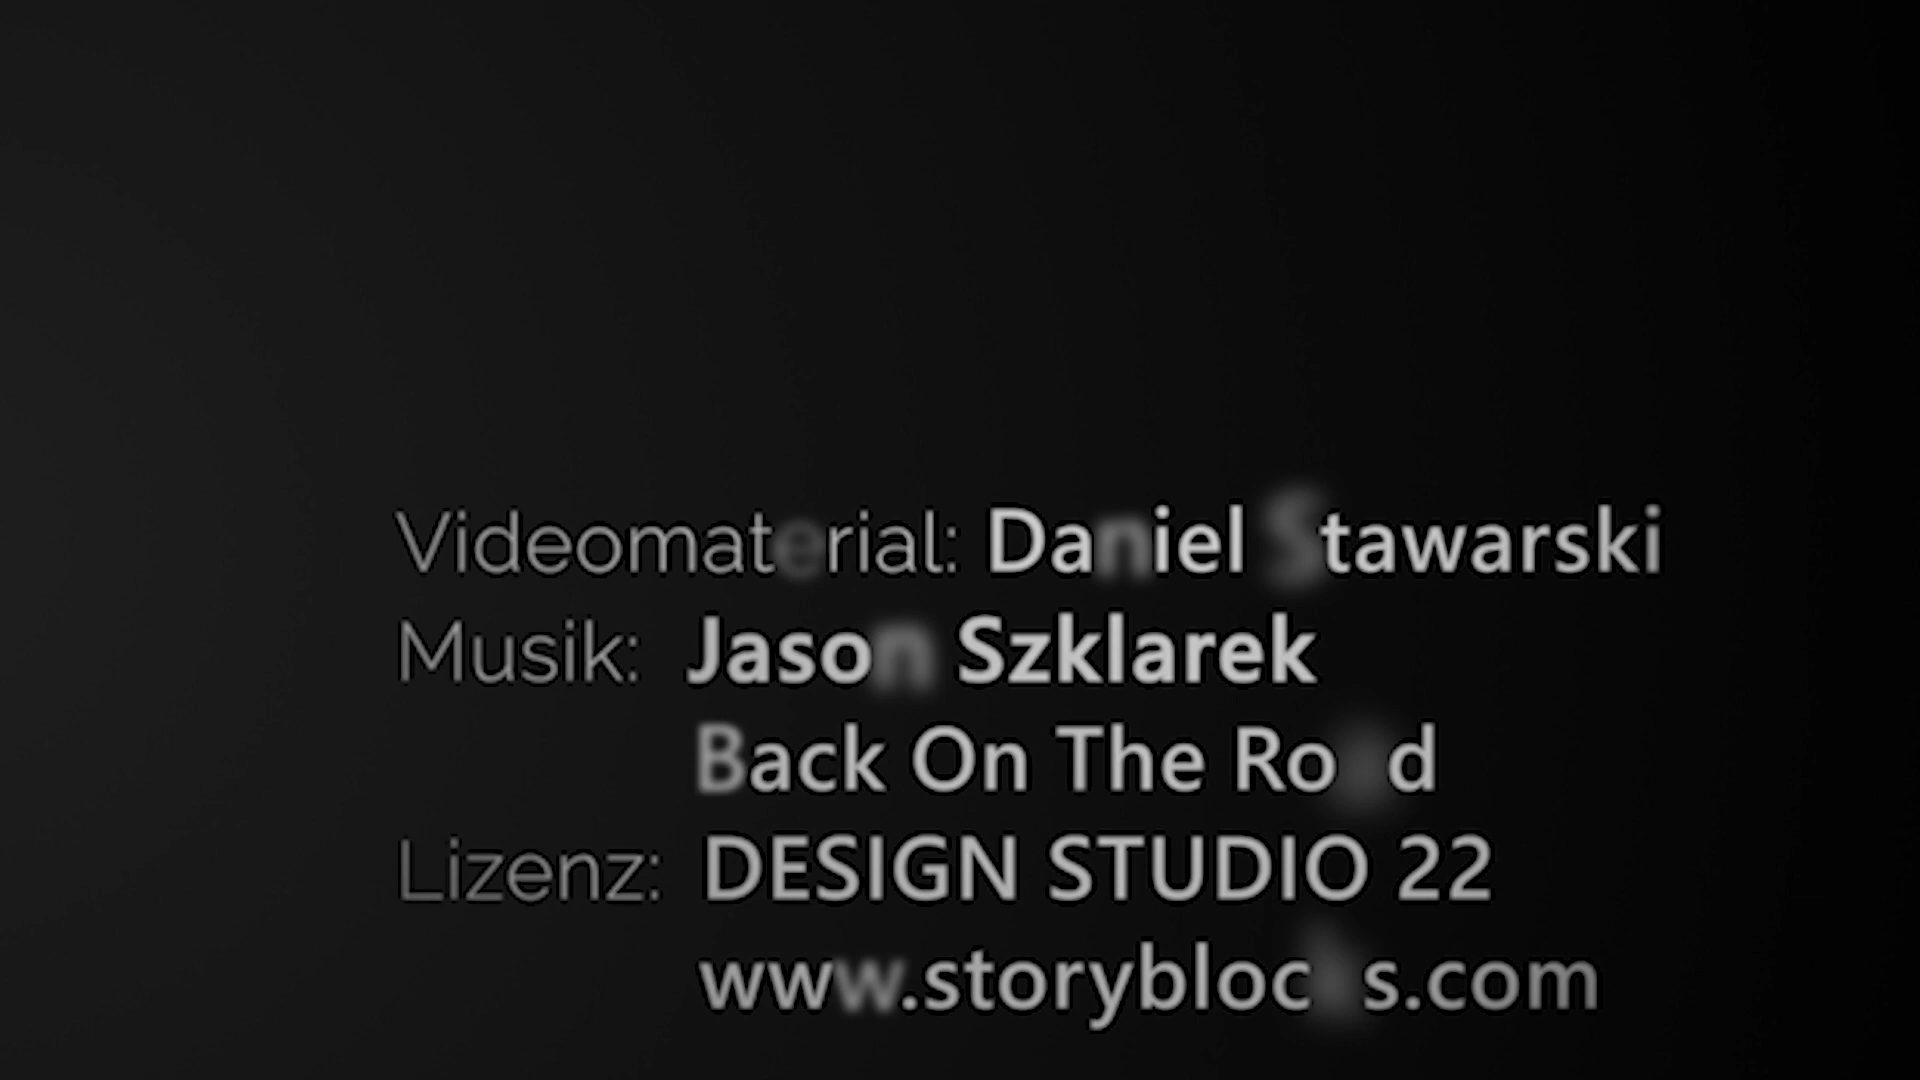 Videomaterial: Daniel Stawarski
Musik: Jason Szklarek
Back On The Road
Lizenz: DESIGN STUDIO 22
www.storyblocks.com